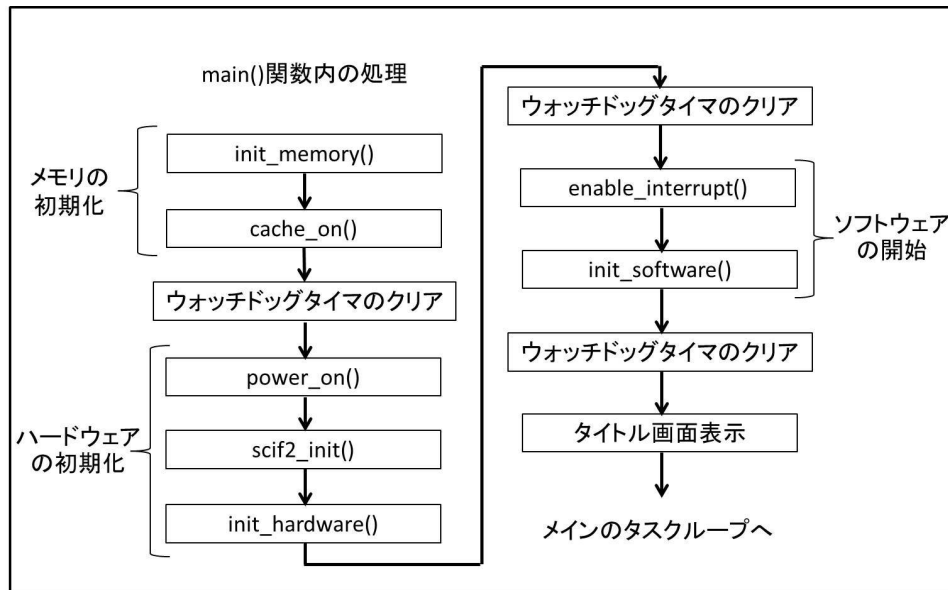 main()関数内の処理
メモリの
初期化
init_memory()
cache_on()
ウォッチドッグタイマのクリア
ハードウェア
の初期化
power_on()
scif2_init()
init_hardware()
ウォッチドッグタイマのクリア
enable_interrupt()
init_software()
ソフトウェア
の開始
ウォッチドッグタイマのクリア
タイトル画面表示
メインのタスクループへ